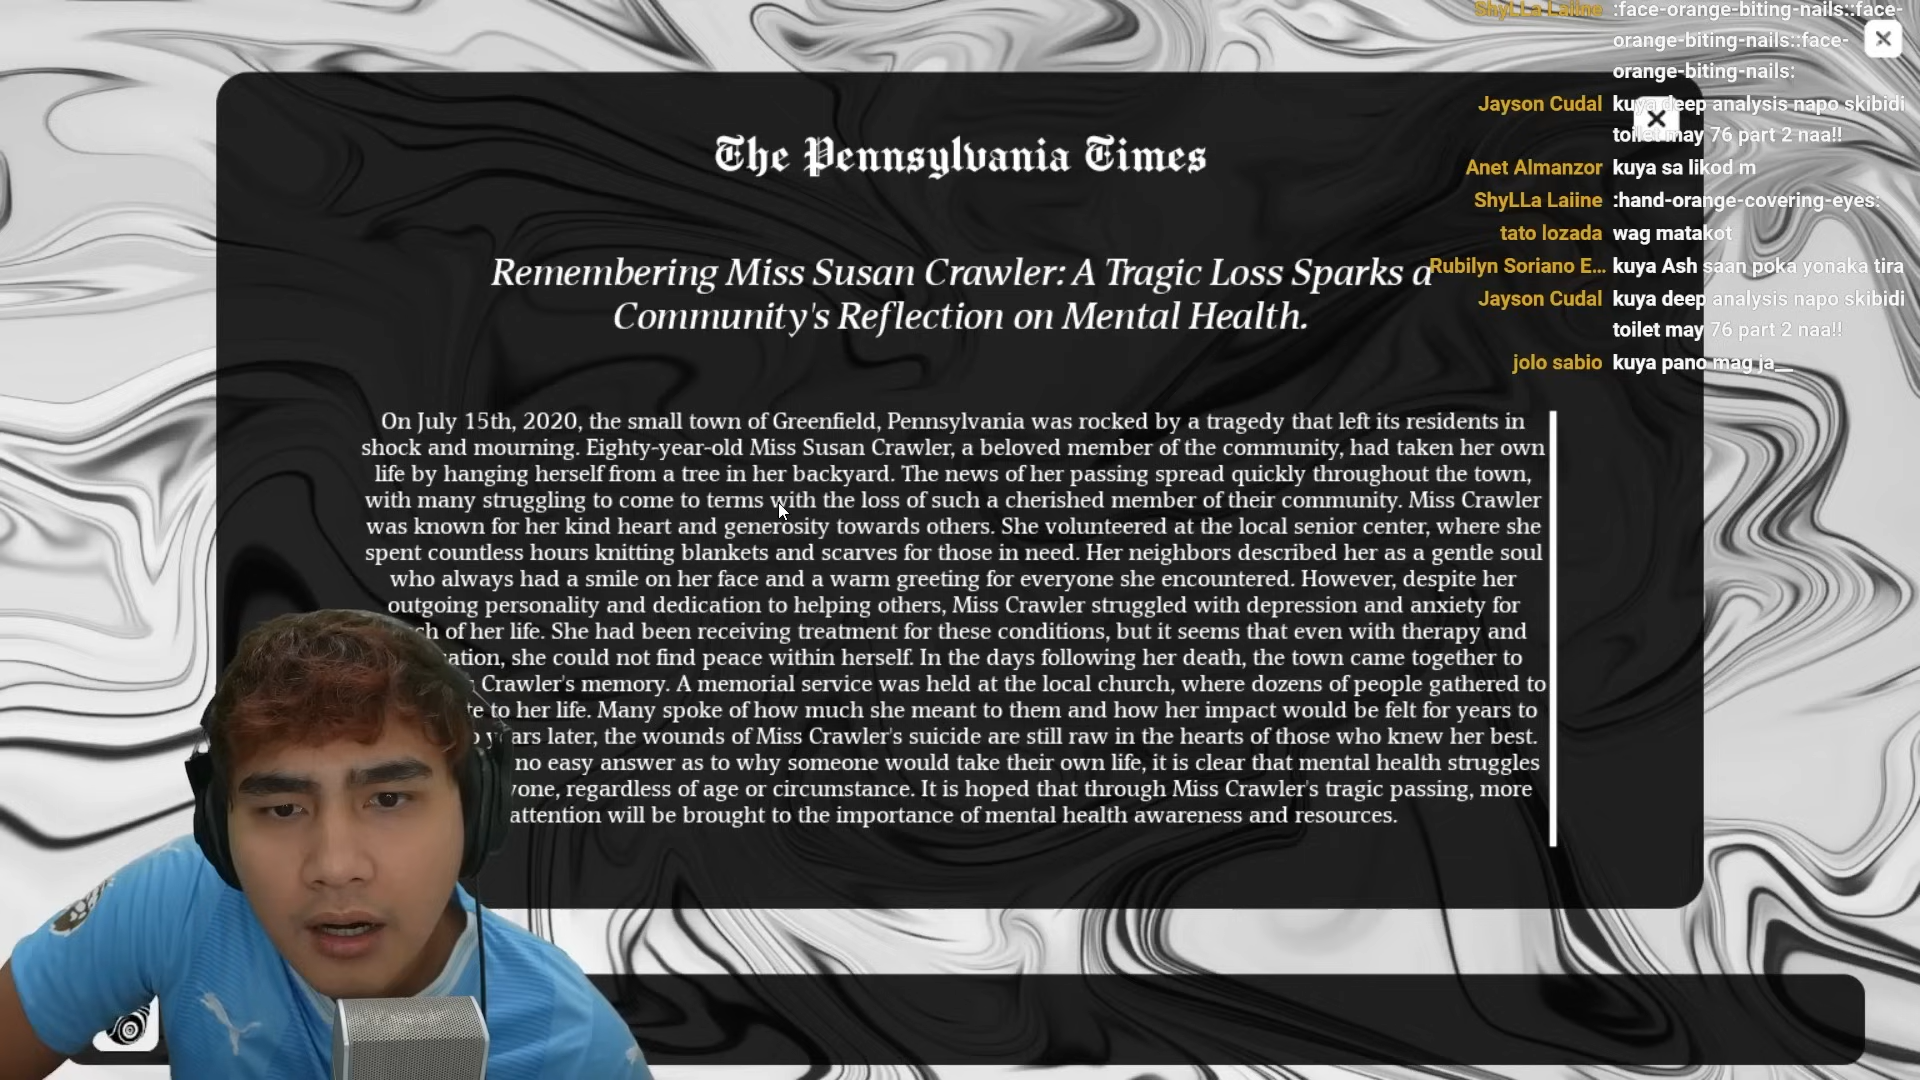 The Pennsylvania Times
Remembering Miss Susan Crawler: A Tragic Loss Sparks a
Community's Reflection on Mental Health.
On July 15th, 2020, the small town of Greenfield, Pennsylvania was rocked by a tragedy that left its residents in
shock and mourning. Eighty-year-old Miss Susan Crawler, a beloved member of the community, had taken her own
life by hanging herself from a tree in her backyard. The news of her passing spread quickly throughout the town,
with many struggling to come to terms with the loss of such a cherished member of their community. Miss Crawler
was known for her kind heart and generosity towards others. She volunteered at the local senior center, where she
spent countless hours knitting blankets and scarves for those in need. Her neighbors described her as a gentle soul
who always had a smile on her face and a warm greeting for everyone she encountered. However, despite her
outgoing personality and dedication to helping others, Miss Crawler struggled with depression and anxiety for
of her life. She had been receiving treatment for these conditions, but it seems that even with therapy and
she could not find peace within herself. In the days following her death, the town came together to
Crawler's memory. A memorial service was held at the local church, where dozens of people gathered to
to her life. Many spoke of how much she meant to them and how her impact would be felt for years to
later, the wounds of Miss Crawler's suicide are still raw in the hearts of those who knew her best.
no easy answer as to why someone would take their own life, it is clear that mental health struggles
regardless of age or circumstance. It is hoped that through Miss Crawler's tragic passing, more
attention will be brought to the importance of mental health awareness and resources.
ShyLLa Laiine :face-orange-biting-nails::face-
orange-biting-nails::face-
orange-biting-nails:
Jayson Cudal kuya deep analysis napo skibidi
toilet may 76 part 2 naa!!
Anet Almanzor kuya sa likod m
ShyLLa Laiine :hand-orange-covering-eyes:
tato lozada wag matakot
Rubilyn Soriano E... kuya Ash saan poka yonaka tira
Jayson Cudal kuya deep analysis napo skibidi
toilet may 76 part 2 naa!!
jolo sabio kuya pano mag ja__